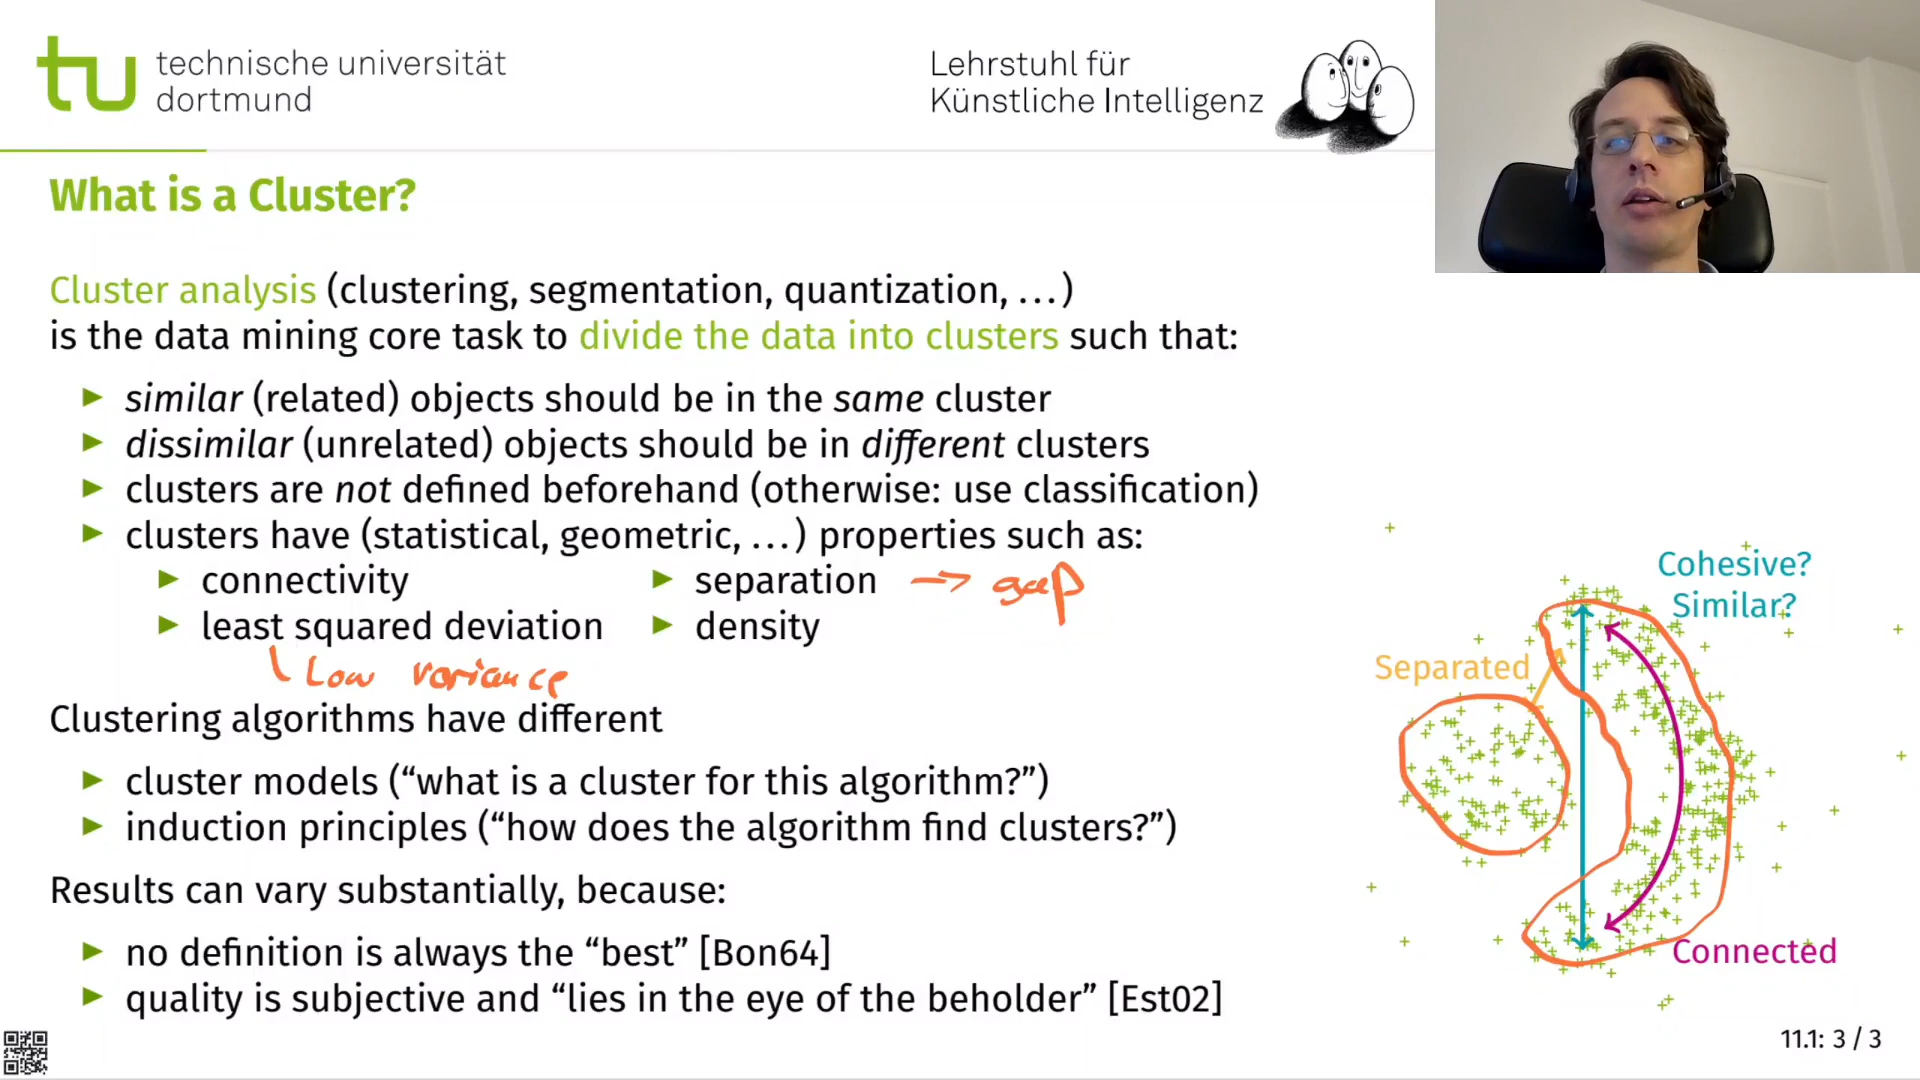 tu technische universität
dortmund
Lehrstuhl für
Künstliche Intelligenz
What is a Cluster?
Cluster analysis (clustering, segmentation, quantization, …)
is the data mining core task to divide the data into clusters such that:
► similar (related) objects should be in the same cluster
► dissimilar (unrelated) objects should be in different clusters
► clusters are not defined beforehand (otherwise: use classification)
► clusters have (statistical, geometric, …) properties such as:
► connectivity
► separation → gap
► least squared deviation
► density
Low variance
Clustering algorithms have different
► cluster models (“what is a cluster for this algorithm?”)
► induction principles (“how does the algorithm find clusters?”)
Results can vary substantially, because:
► no definition is always the “best” [Bon64]
► quality is subjective and “lies in the eye of the beholder” [Est02]
Cohesive?
Similar?
Separated
Connected
11.1: 3 / 3